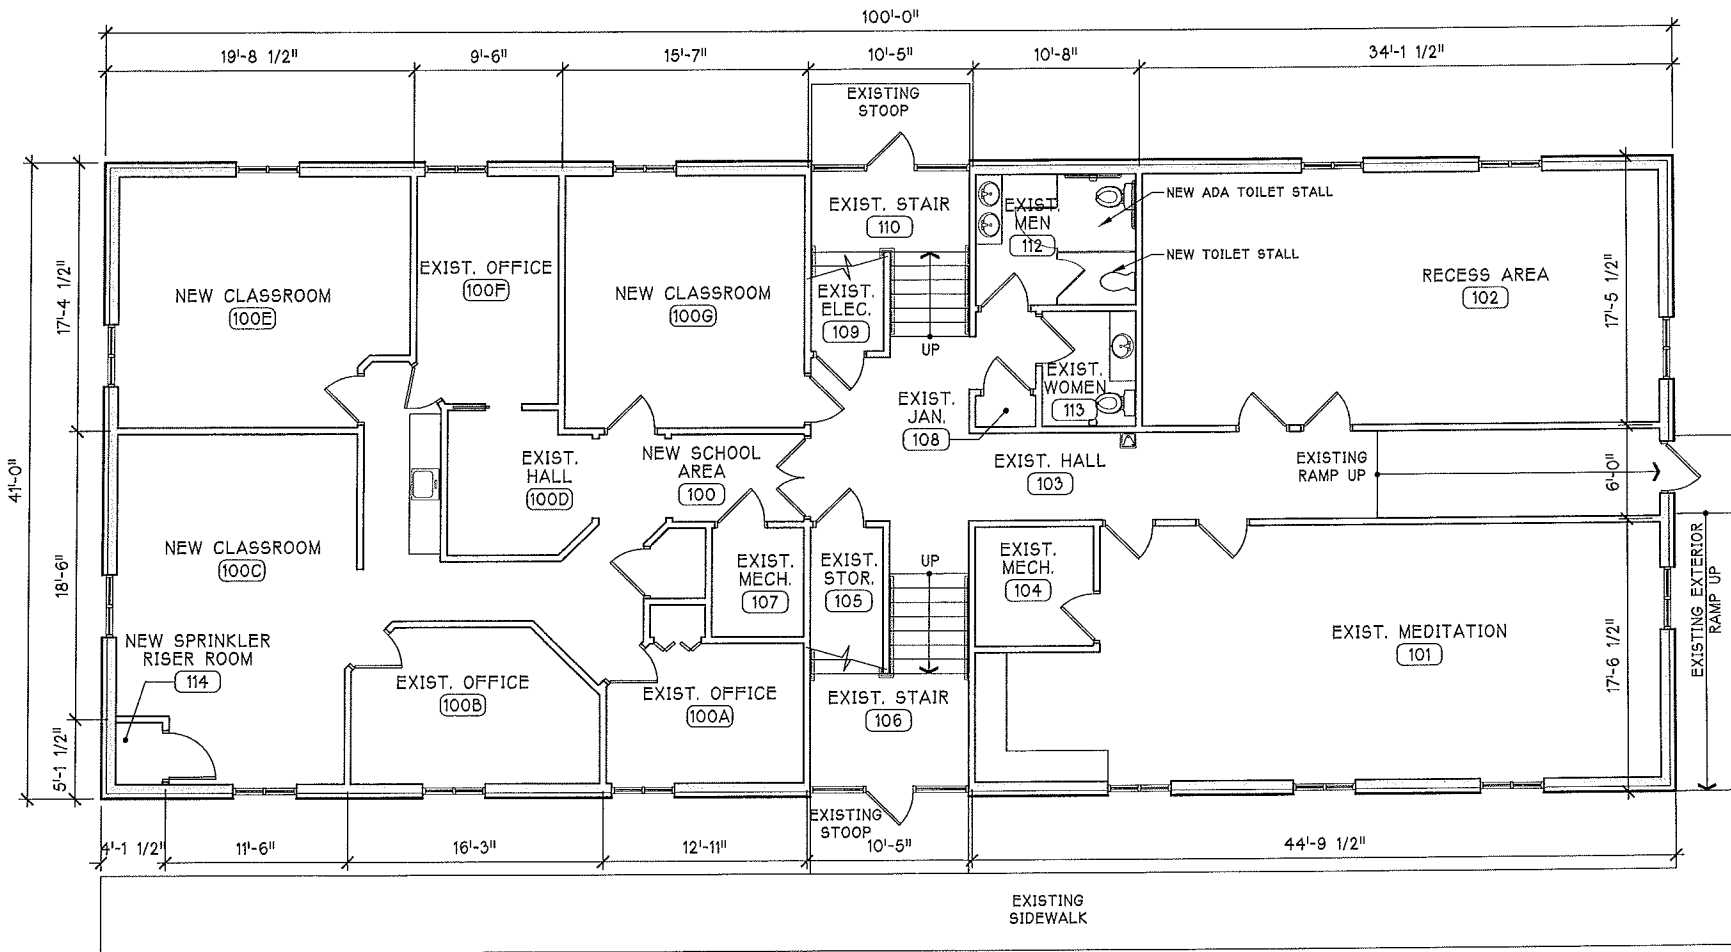 100'-0"
19'-8 1/2"
9'-6"
15'-7"
10'-5"
10'-8"
34'-1 1/2"
EXISTING
STOOP
EXIST. STAIR
110
EXIST.
MEN
112
NEW ADA TOILET STALL
NEW TOILET STALL
41'-0"
17'-4 1/2"
NEW CLASSROOM
100E
EXIST. OFFICE
100F
NEW CLASSROOM
100G
EXIST.
ELEC.
109
UP
RECESS AREA
102
17'-5 1/2"
EXIST.
WOMEN
113
EXIST.
JAN.
108
EXIST.
HALL
100D
NEW SCHOOL
AREA
100
EXIST. HALL
103
EXISTING
RAMP UP
6'-0"
18'-6"
NEW CLASSROOM
100C
EXIST.
MECH.
107
EXIST.
STOR.
105
UP
EXIST.
MECH.
104
EXIST. MEDITATION
101
17'-6 1/2"
EXISTING EXTERIOR
RAMP UP
NEW SPRINKLER
RISER ROOM
114
EXIST. OFFICE
100B
EXIST. OFFICE
100A
EXIST. STAIR
106
5'-1 1/2"
EXISTING
STOOP
4'-1 1/2"
11'-6"
16'-3"
12'-11"
10'-5"
44'-9 1/2"
EXISTING
SIDEWALK